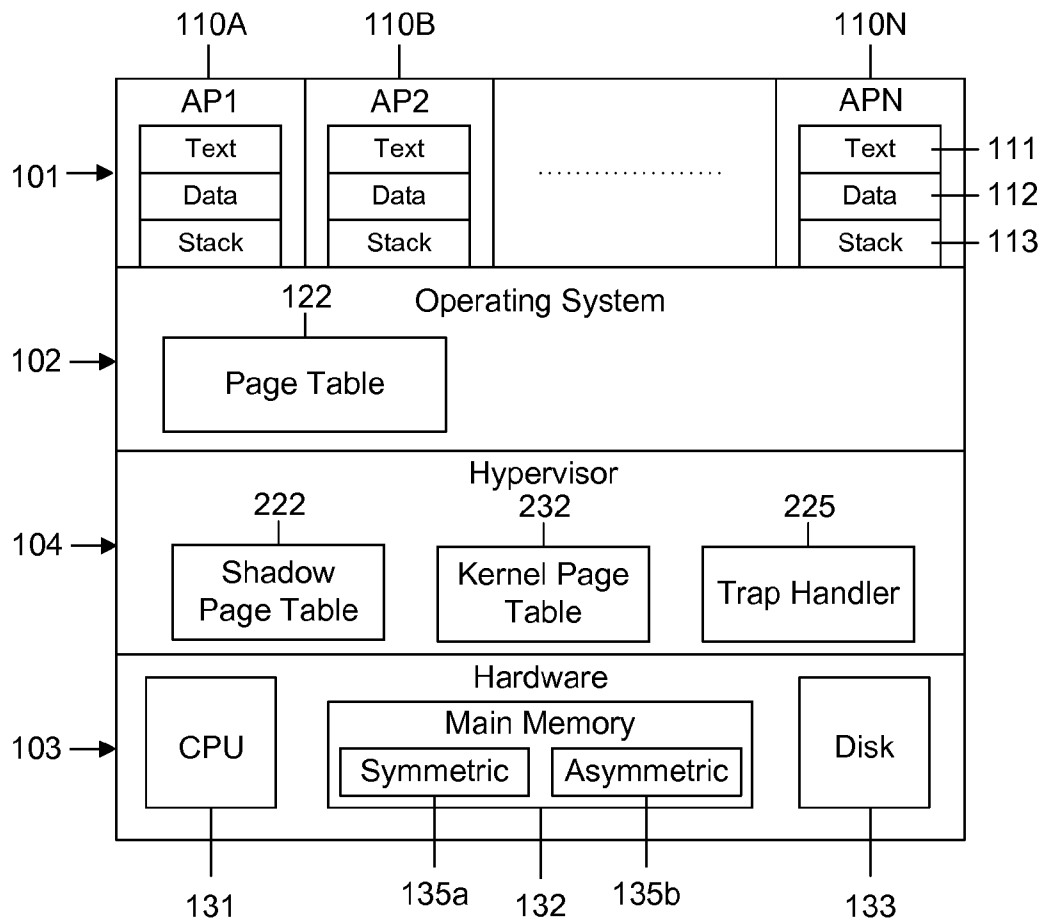 110A 110B 110N
AP1 AP2 APN
Text Text Text 111
101
Data Data Data 112
Stack Stack Stack 113
122 Operating System
102
Page Table
Hypervisor
222 232 225
104
Shadow
Page Table
Kernel Page
Table
Trap Handler
Hardware
103
CPU
Main Memory
Symmetric Asymmetric
Disk
131 135a 132 135b 133